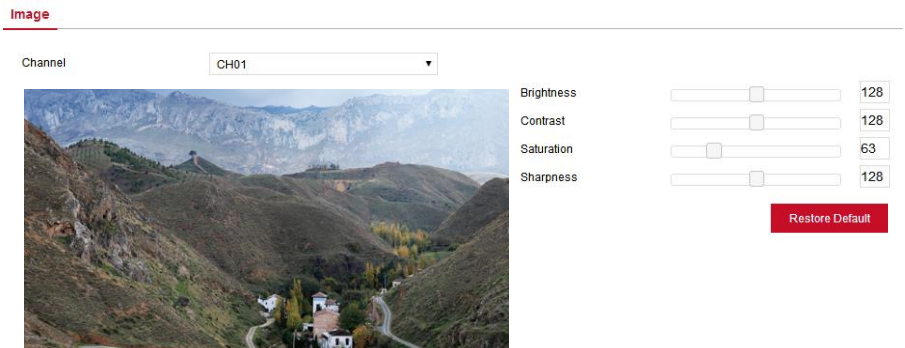 Image
Channel
CH01
Brightness 128
Contrast 128
Saturation 63
Sharpness 128
Restore Default